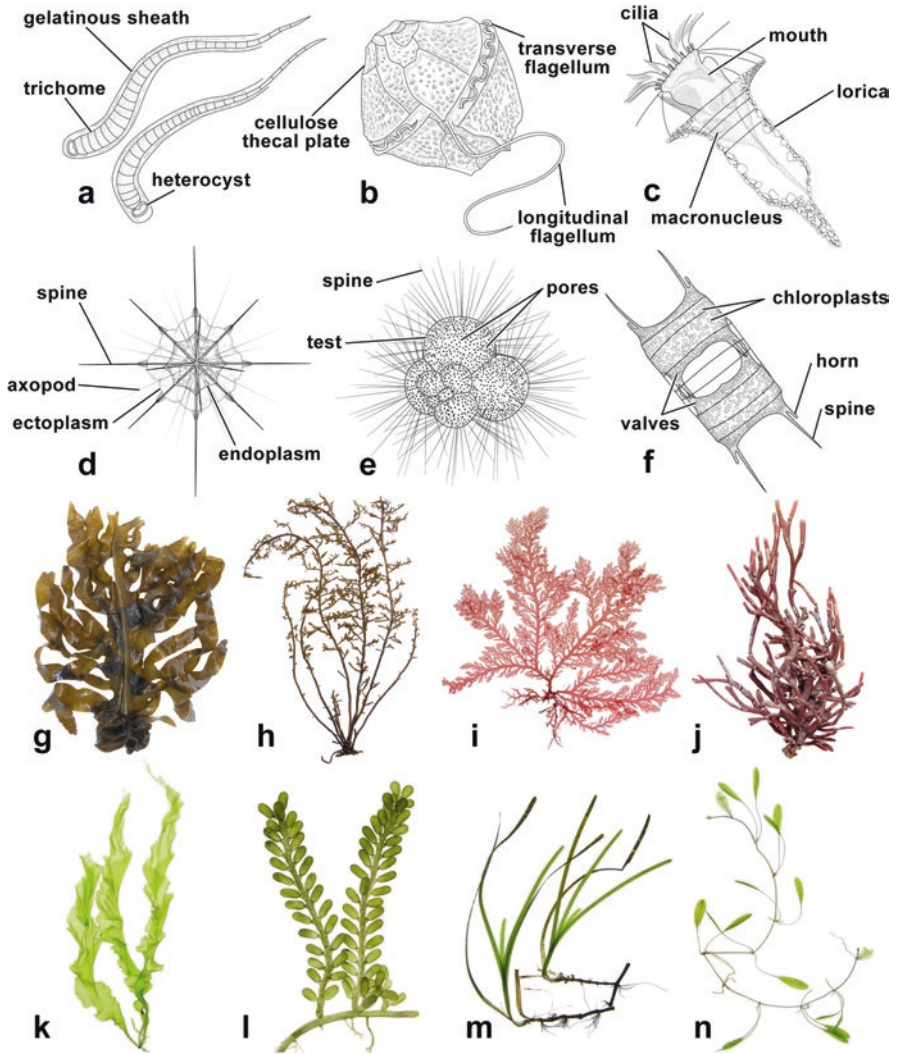 gelatinous sheath
trichome
heterocyst
a
cellulose
thecal plate
transverse
flagellum
longitudinal
flagellum
b
cilia
mouth
lorica
macronucleus
c
spine
axopod
ectoplasm
endoplasm
d
spine
test
pores
e
chloroplasts
horn
valves
spine
f
g
h
i
j
k
l
m
n